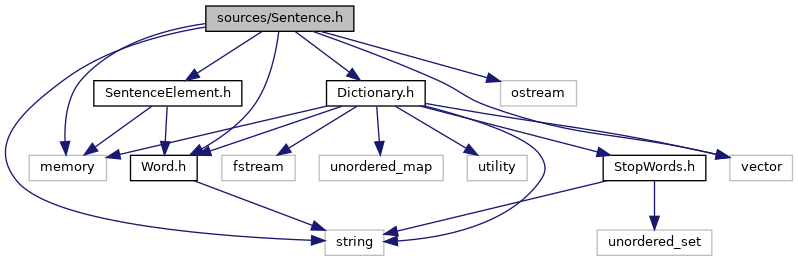 sources/Sentence.h
SentenceElement.h
Dictionary.h
ostream
memory
Word.h
fstream
unordered_map
utility
StopWords.h
vector
string
unordered_set